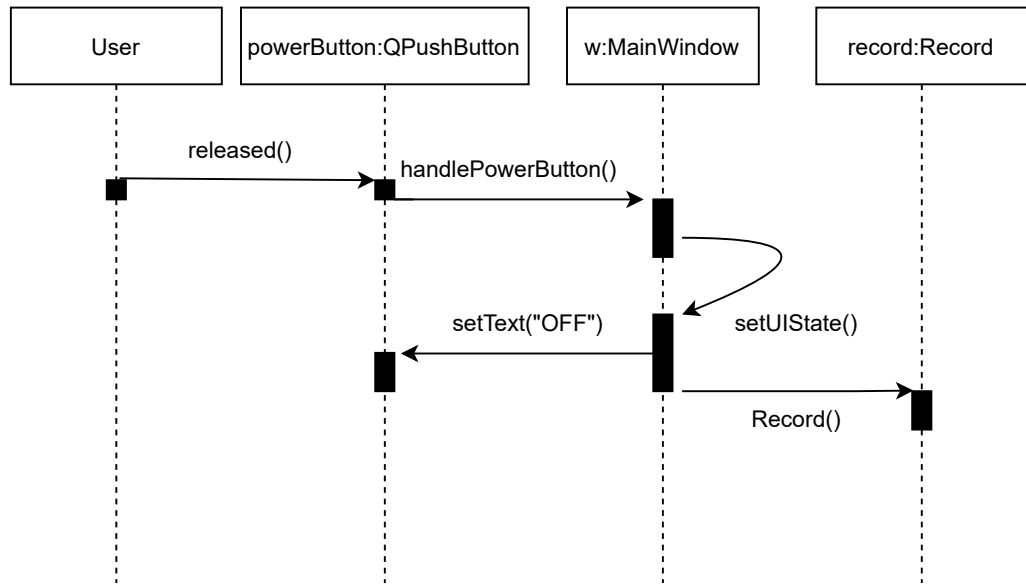 User
powerButton:QPushButton
w:MainWindow
record:Record
released()
handlePowerButton()
setText("OFF")
setUIState()
Record()